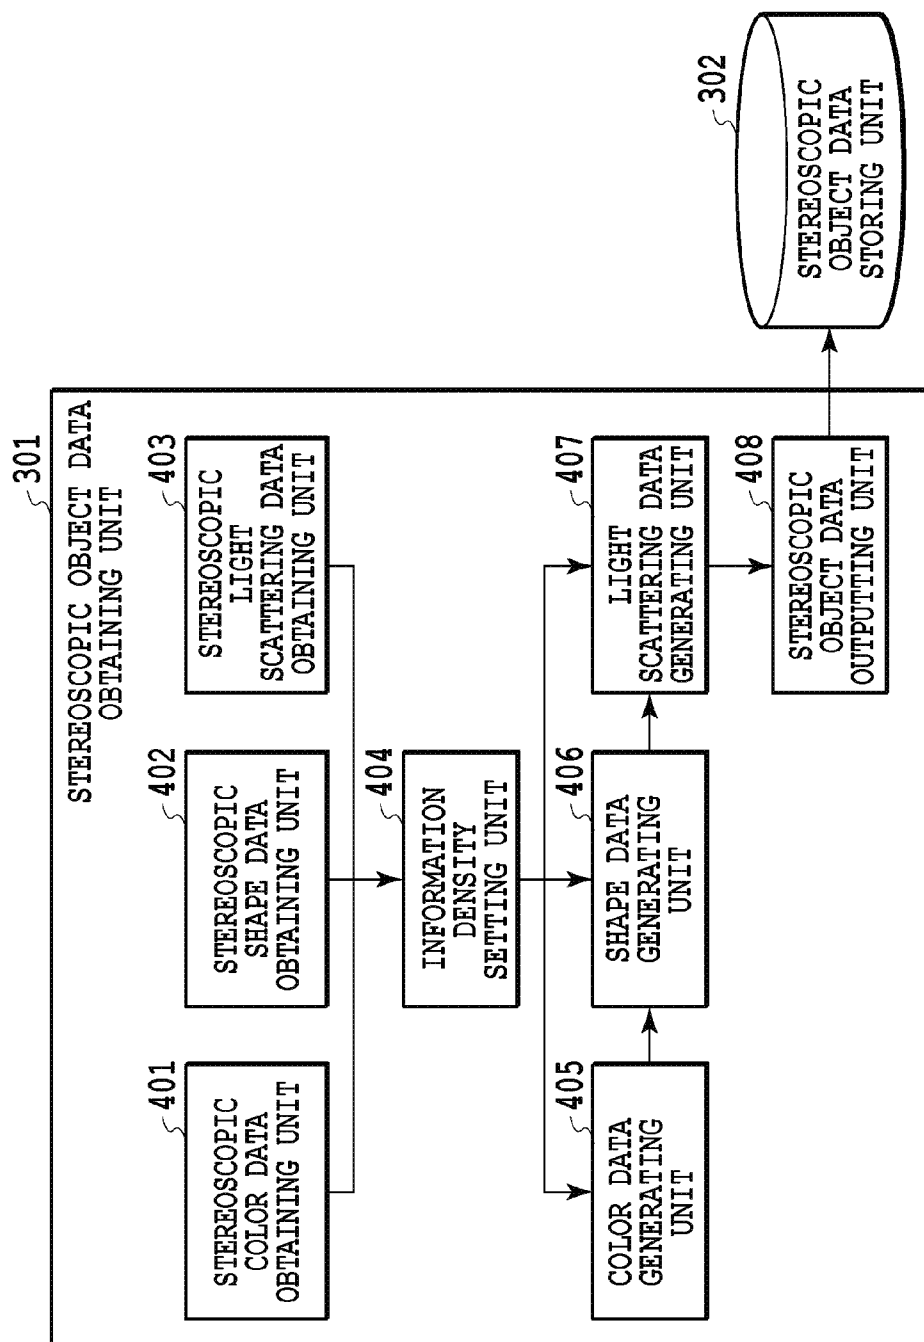 301
STEREOSCOPIC OBJECT DATA
OBTAINING UNIT
401
STEREOSCOPIC
COLOR DATA
OBTAINING UNIT
402
STEREOSCOPIC
SHAPE DATA
OBTAINING UNIT
403
STEREOSCOPIC
LIGHT
SCATTERING DATA
OBTAINING UNIT
404
INFORMATION
DENSITY
SETTING UNIT
405
COLOR DATA
GENERATING
UNIT
406
SHAPE DATA
GENERATING
UNIT
407
LIGHT
SCATTERING DATA
GENERATING UNIT
408
STEREOSCOPIC
OBJECT DATA
OUTPUTTING UNIT
302
STEREOSCOPIC
OBJECT DATA
STORING UNIT